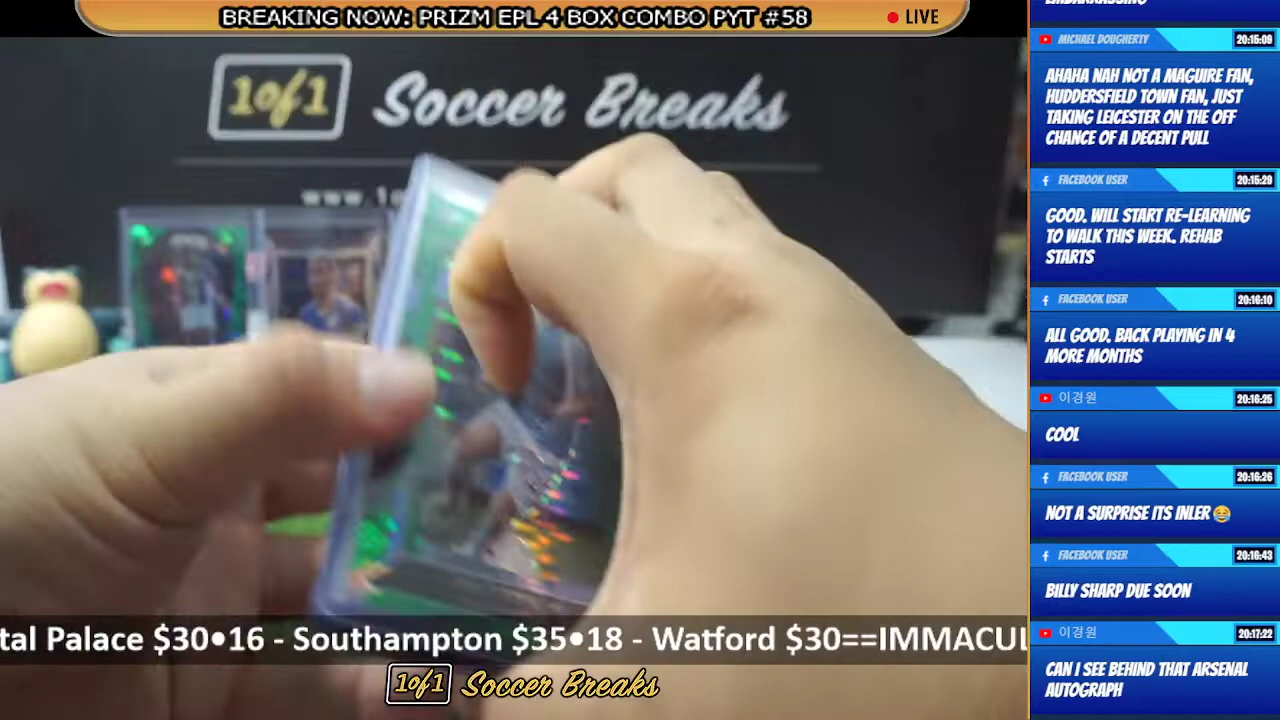 BREAKING NOW: PRIZM EPL 4 BOX COMBO PYT #58
LIVE
1of1 Soccer Breaks
tal Palace $30•16 - Southampton $35•18 - Watford $30==IMMACUL
1of1 Soccer Breaks
MICHAEL DOUGHERTY 20:15:09
AHAHA NAH NOT A MAGUIRE FAN,
HUDDERSFIELD TOWN FAN, JUST
TAKING LEICESTER ON THE OFF
CHANCE OF A DECENT PULL
FACEBOOK USER 20:15:29
GOOD. WILL START RE-LEARNING
TO WALK THIS WEEK. REHAB
STARTS
FACEBOOK USER 20:16:10
ALL GOOD. BACK PLAYING IN 4
MORE MONTHS
이경원 20:16:25
COOL
FACEBOOK USER 20:16:26
NOT A SURPRISE ITS INLER 😂
FACEBOOK USER 20:16:43
BILLY SHARP DUE SOON
이경원 20:17:22
CAN I SEE BEHIND THAT ARSENAL
AUTOGRAPH